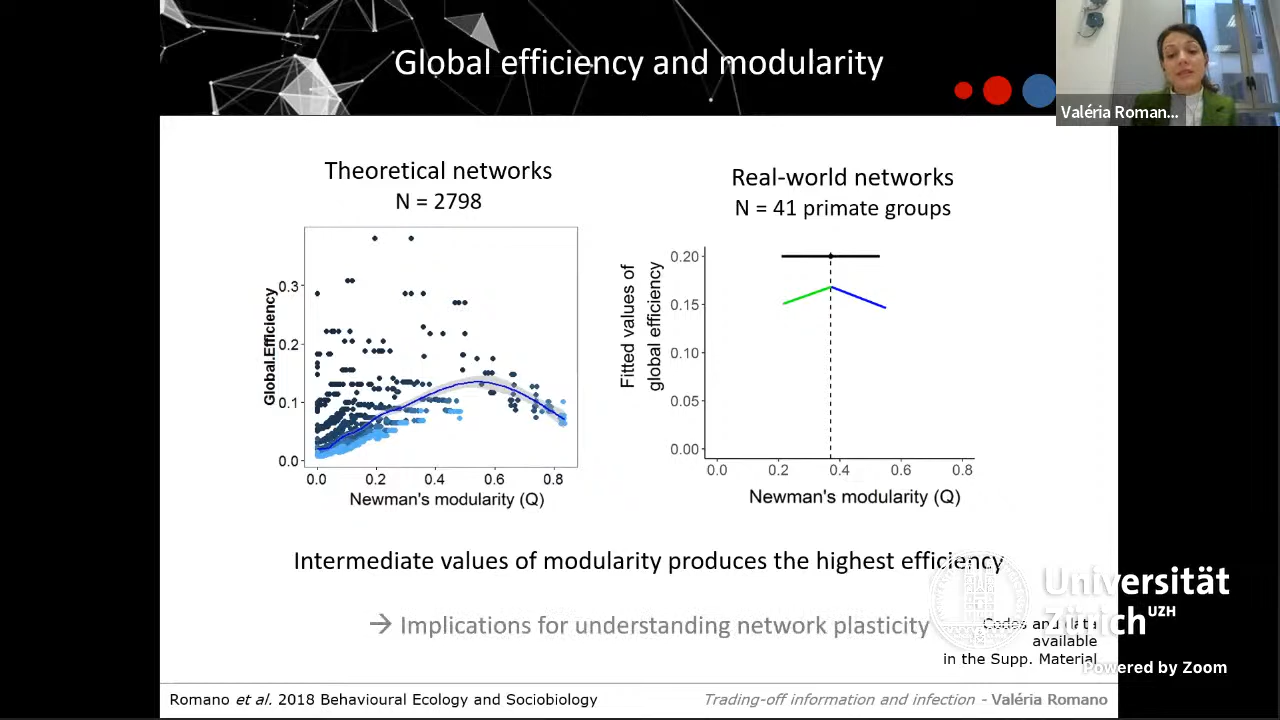 Global efficiency and modularity
Valéria Roman...
Theoretical networks
N = 2798
Global.Efficiency
0.3
0.2
0.1
0.0
0.0 0.2 0.4 0.6 0.8
Newman's modularity (Q)
Real-world networks
N = 41 primate groups
Fitted values of
global efficiency
0.20
0.15
0.10
0.05
0.00
0.0 0.2 0.4 0.6 0.8
Newman's modularity (Q)
Intermediate values of modularity produces the highest efficiency
→ Implications for understanding network plasticity
Codes and data
available
in the Supp. Material
Universität
Zürich UZH
Powered by Zoom
Romano et al. 2018 Behavioural Ecology and Sociobiology
Trading-off information and infection - Valéria Romano